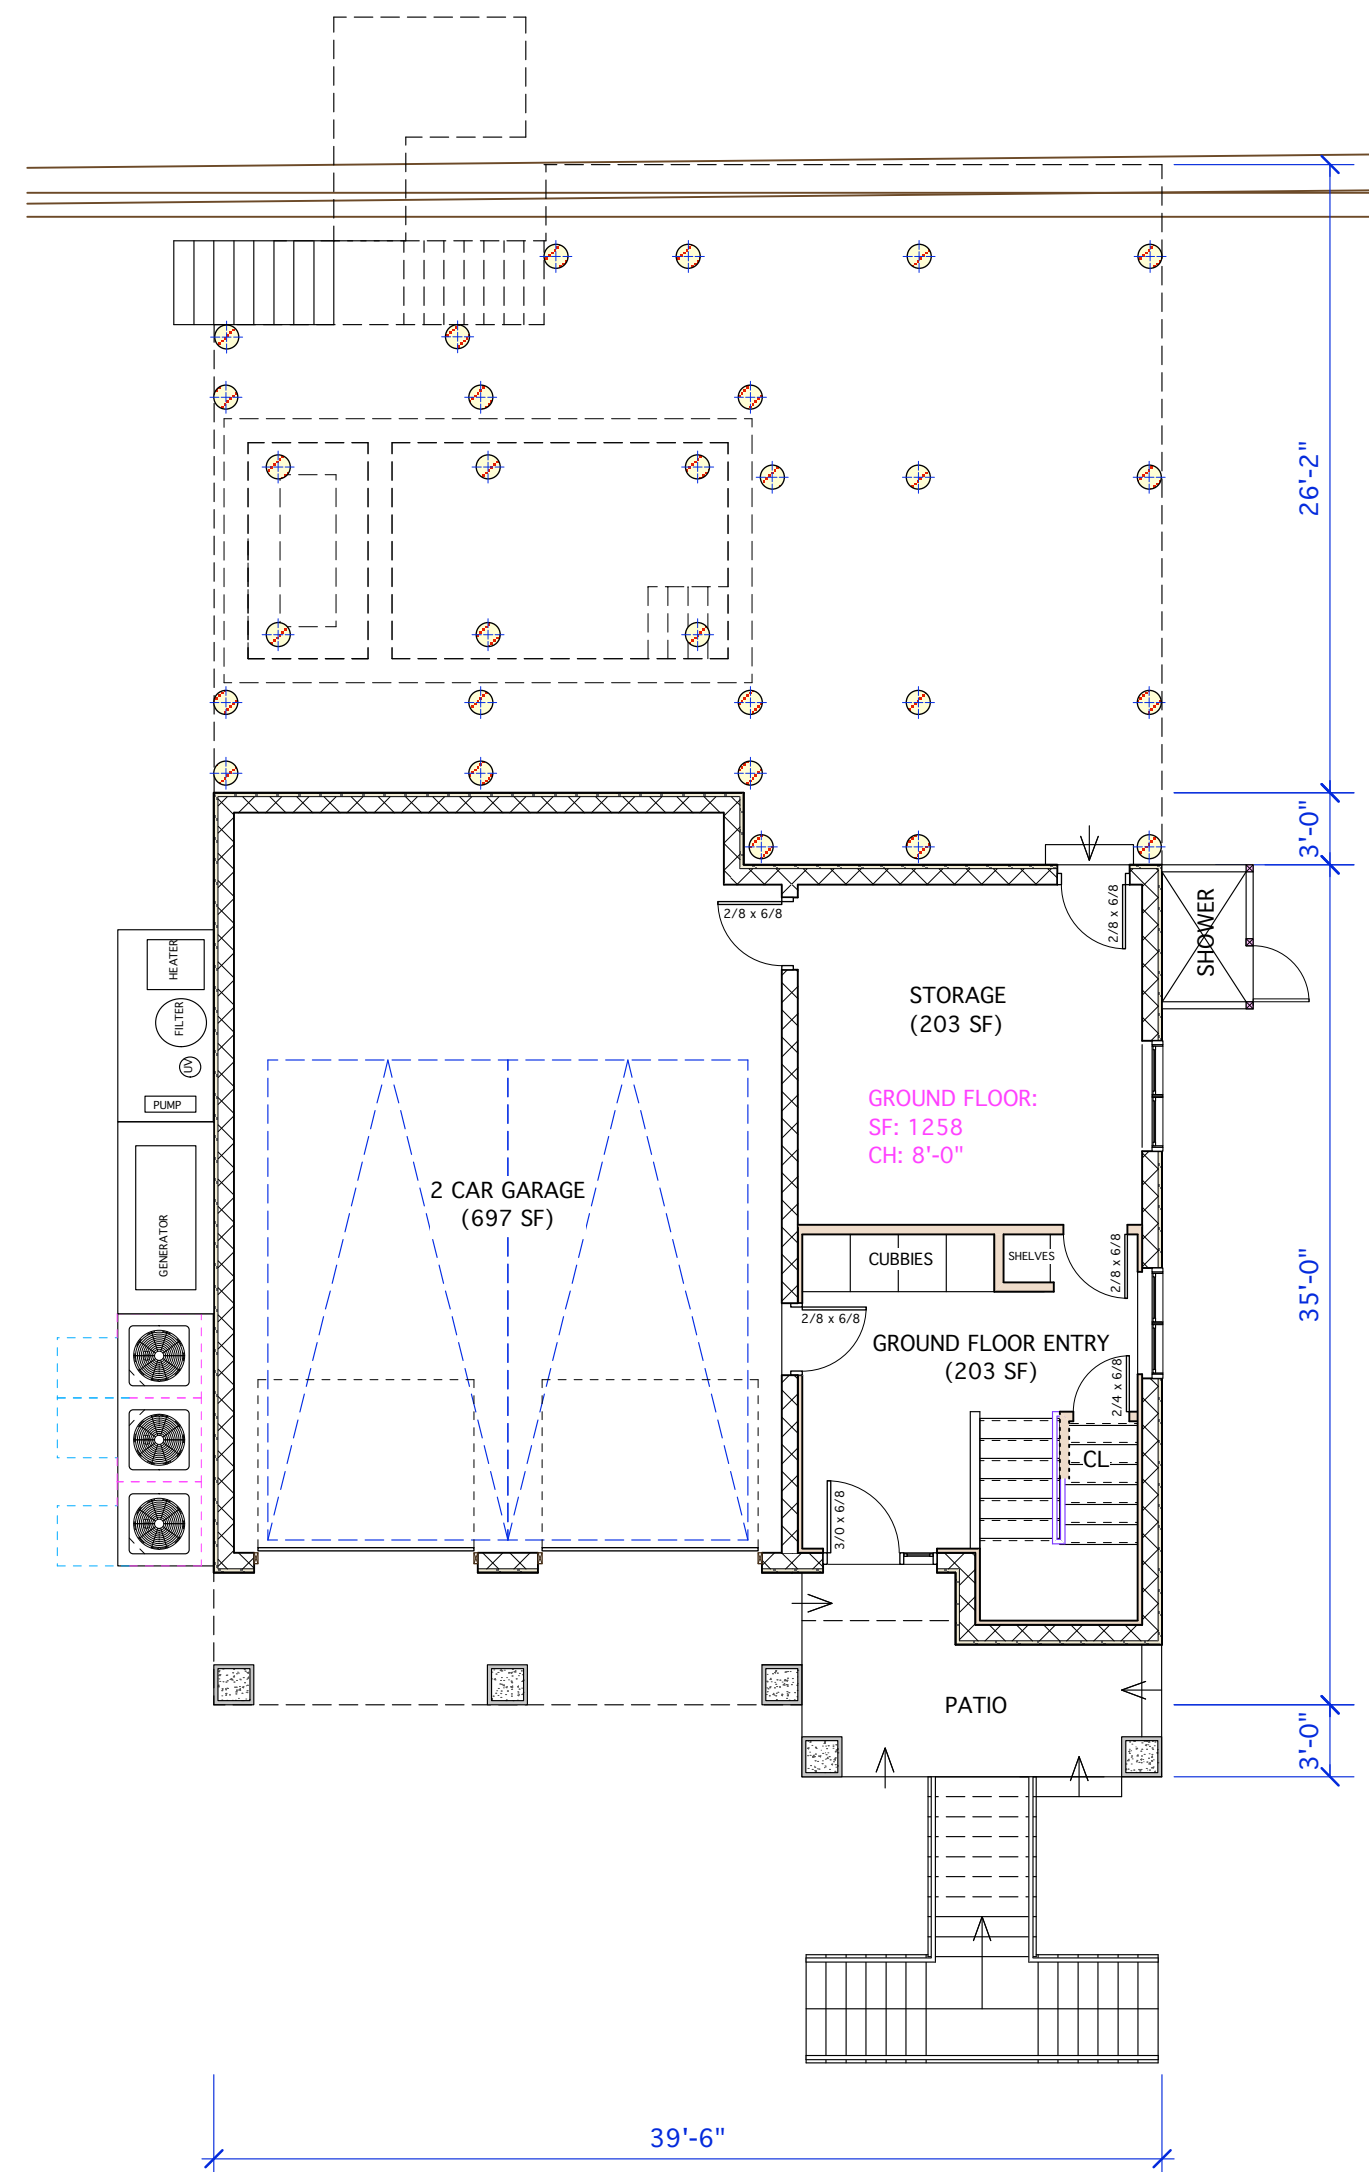 26'-2"
3'-0"
2/8 x 6/8
2/8 x 6/8
SHOWER
HEATER
FILTER
UV
PUMP
STORAGE
(203 SF)
GROUND FLOOR:
SF: 1258
CH: 8'-0"
2 CAR GARAGE
(697 SF)
GENERATOR
CUBBIES
SHELVES
2/8 x 6/8
35'-0"
2/8 x 6/8
GROUND FLOOR ENTRY
(203 SF)
2/4 x 6/8
CL
3/0 x 6/8
PATIO
3'-0"
39'-6"